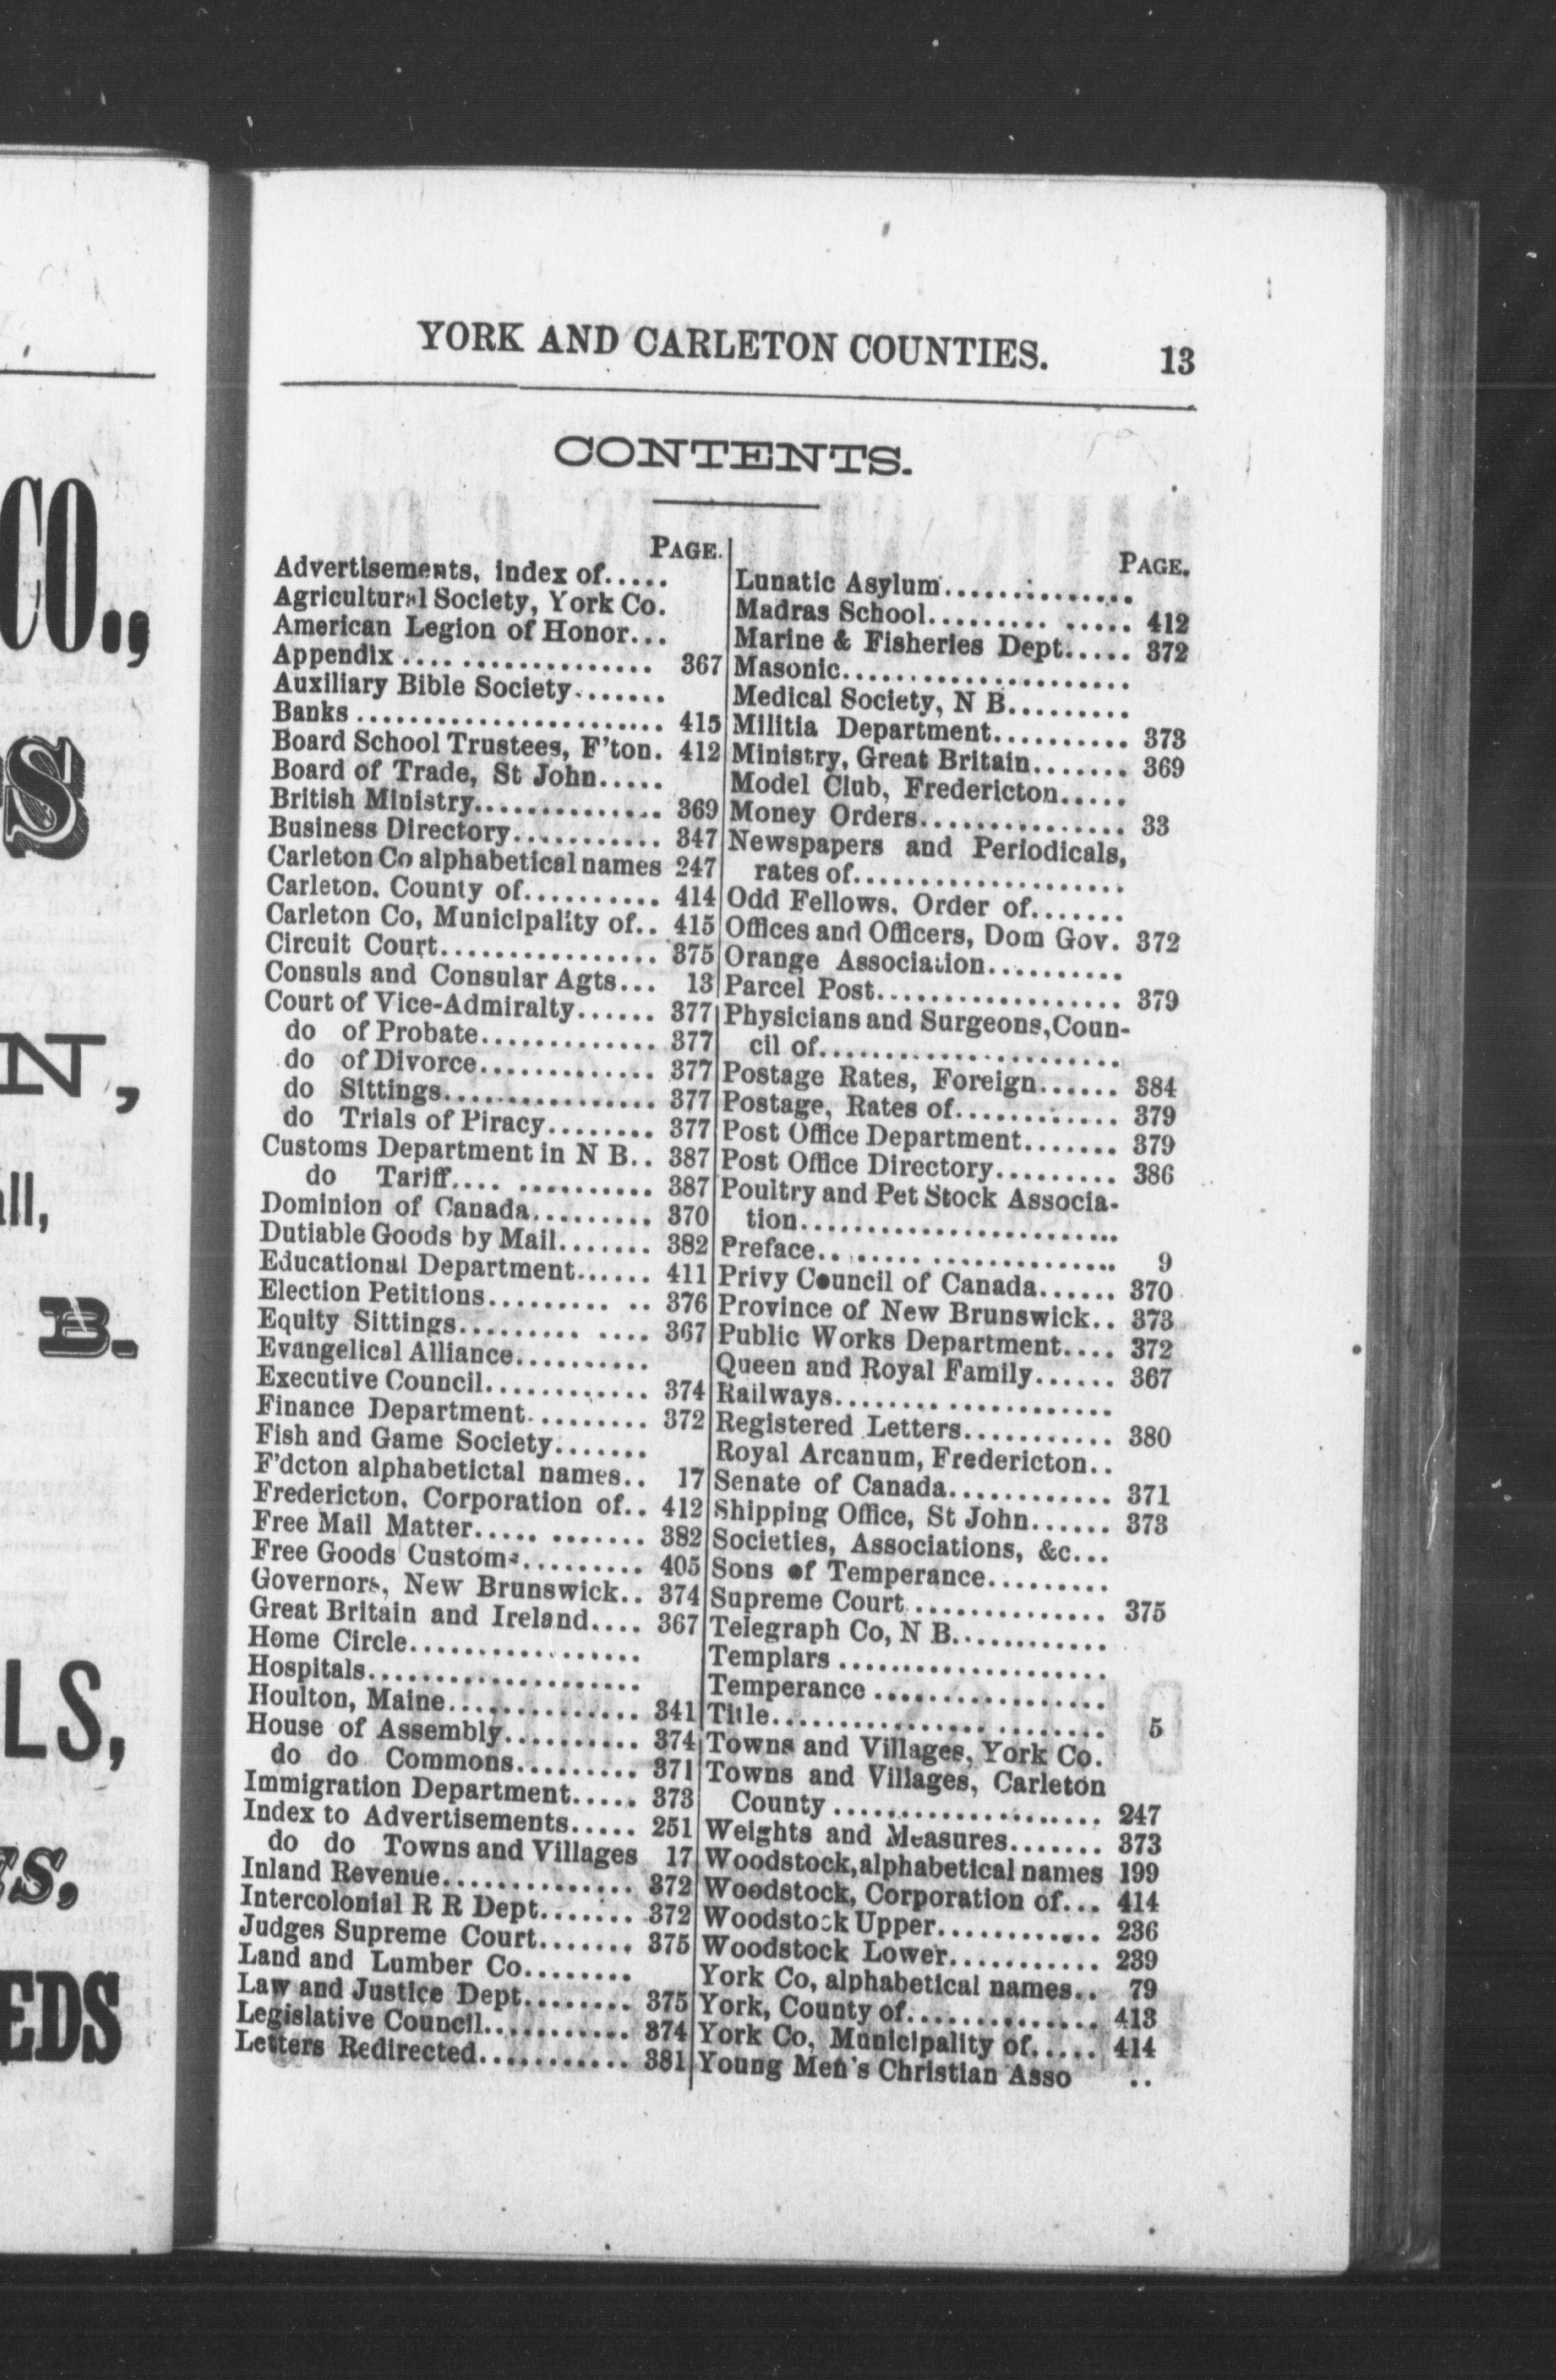 CO.,
S
N,
all,
B.
LS,
EDS
YORK AND CARLETON COUNTIES. 13
CONTENTS.
PAGE.
Advertisements, index of.....
Agricultural Society, York Co.
American Legion of Honor...
Appendix.................. 367
Auxiliary Bible Society.......
Banks....................... 415
Board School Trustees, F'ton. 412
Board of Trade, St John.....
British Ministry.............. 369
Business Directory........... 347
Carleton Co alphabetical names 247
Carleton, County of.......... 414
Carleton Co, Municipality of.. 415
Circuit Court................ 375
Consuls and Consular Agts... 13
Court of Vice-Admiralty...... 377
do of Probate............. 377
do of Divorce............. 377
do Sittings................ 377
do Trials of Piracy........ 377
Customs Department in N B.. 387
do Tariff.... .......... 387
Dominion of Canada......... 370
Dutiable Goods by Mail....... 382
Educational Department...... 411
Election Petitions......... .. 376
Equity Sittings......... .... 367
Evangelical Alliance..........
Executive Council............ 374
Finance Department......... 372
Fish and Game Society.......
F'dcton alphabetictal names.. 17
Fredericton, Corporation of.. 412
Free Mail Matter..... ....... 382
Free Goods Customs......... 405
Governors, New Brunswick.. 374
Great Britain and Ireland.... 367
Home Circle.................
Hospitals....................
Houlton, Maine.............. 341
House of Assembly.......... 374
do do Commons......... 371
Immigration Department..... 373
Index to Advertisements..... 251
do do Towns and Villages 17
Inland Revenue.............. 372
Intercolonial R R Dept....... 372
Judges Supreme Court....... 375
Land and Lumber Co........
Law and Justice Dept........ 375
Legislative Council........... 374
Letters Redirected........... 381
PAGE.
Lunatic Asylum..............
Madras School......... ..... 412
Marine & Fisheries Dept..... 372
Masonic.....................
Medical Society, N B.........
Militia Department.......... 373
Ministry, Great Britain....... 369
Model Club, Fredericton.....
Money Orders............... 33
Newspapers and Periodicals,
rates of....................
Odd Fellows, Order of.......
Offices and Officers, Dom Gov. 372
Orange Association..........
Parcel Post.................. 379
Physicians and Surgeons, Coun-
cil of......................
Postage Rates, Foreign...... 384
Postage, Rates of............ 379
Post Office Department....... 379
Post Office Directory......... 386
Poultry and Pet Stock Associa-
tion........................
Preface........ .............. 9
Privy Council of Canada...... 370
Province of New Brunswick.. 373
Public Works Department.... 372
Queen and Royal Family...... 367
Railways........ ............
Registered Letters........... 380
Royal Arcanum, Fredericton..
Senate of Canada............ 371
Shipping Office, St John...... 373
Societies, Associations, &c...
Sons of Temperance.........
Supreme Court............... 375
Telegraph Co, N B............
Templars....................
Temperance.................
Title................ ........ 5
Towns and Villages, York Co.
Towns and Villages, Carleton
County.................... 247
Weights and Measures....... 373
Woodstock, alphabetical names 199
Woodstock, Corporation of... 414
Woodstock Upper............ 236
Woodstock Lower........... 239
York Co, alphabetical names.. 79
York, County of.............. 413
York Co, Municipality of..... 414
Young Men's Christian Asso ..